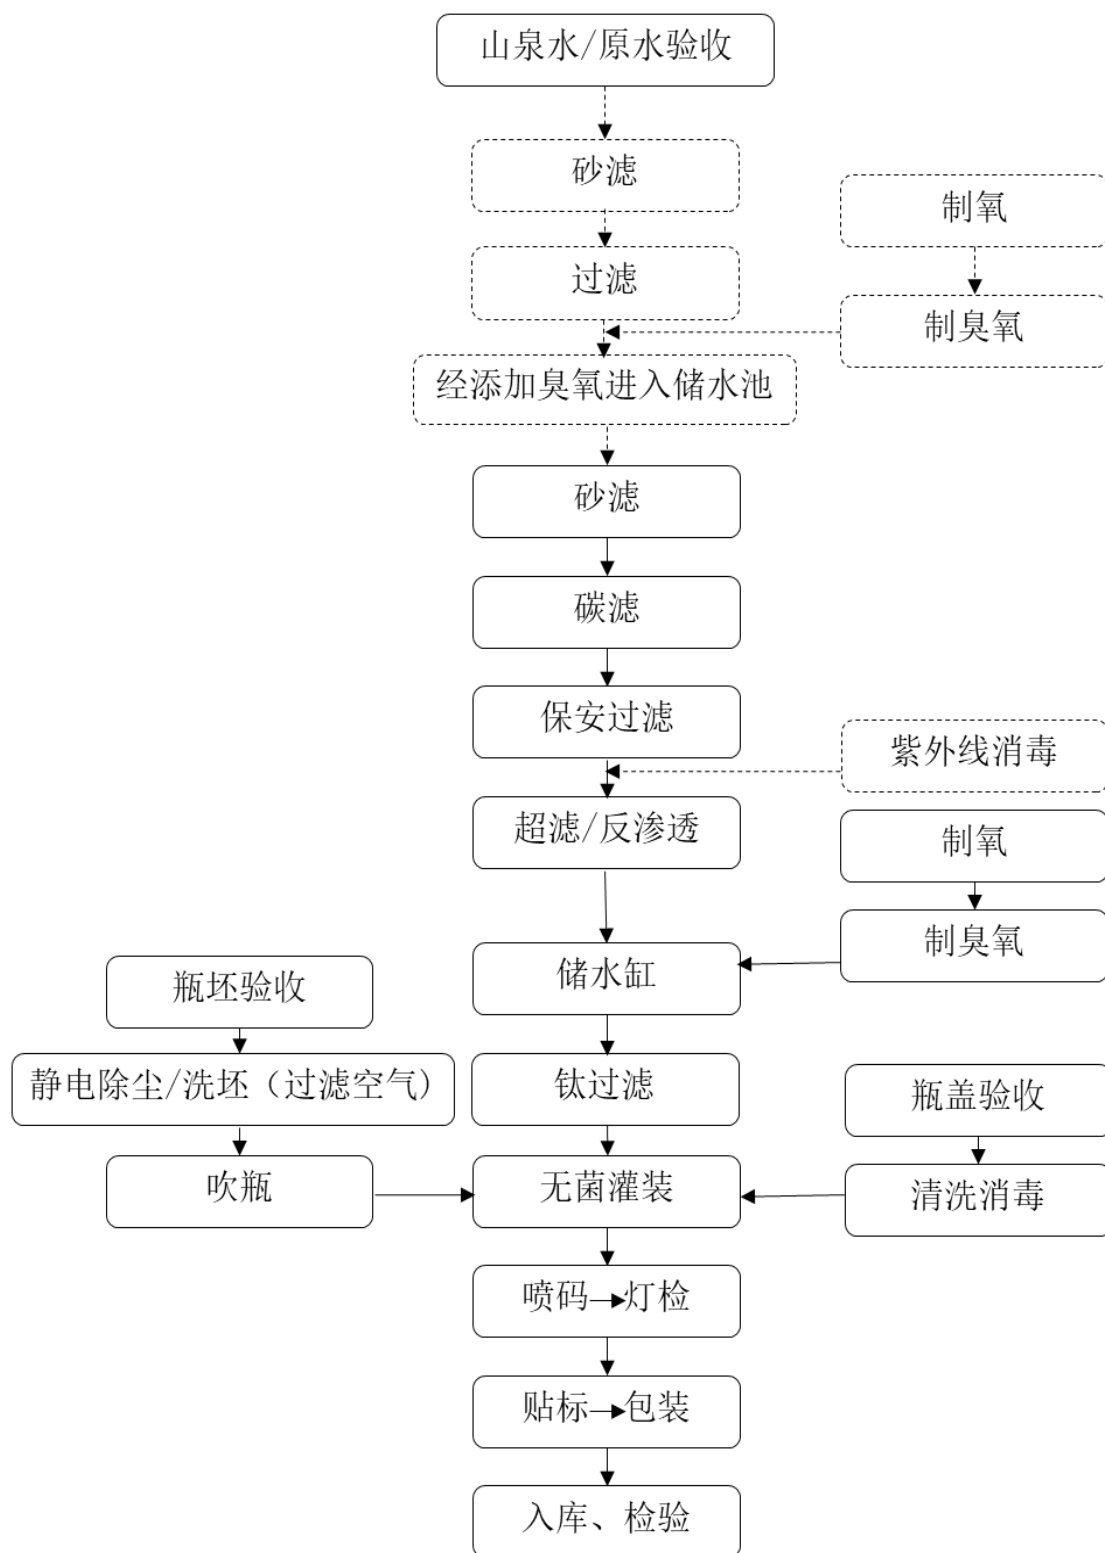 山泉水/原水验收
砂滤
制氧
过滤
制臭氧
经添加臭氧进入储水池
砂滤
碳滤
保安过滤
紫外线消毒
超滤/反渗透
制氧
储水缸
制臭氧
瓶坯验收
静电除尘/洗坯（过滤空气)
钛过滤
瓶盖验收
吹瓶
无菌灌装
清洗消毒
喷码→灯检
贴标→包装
入库、检验